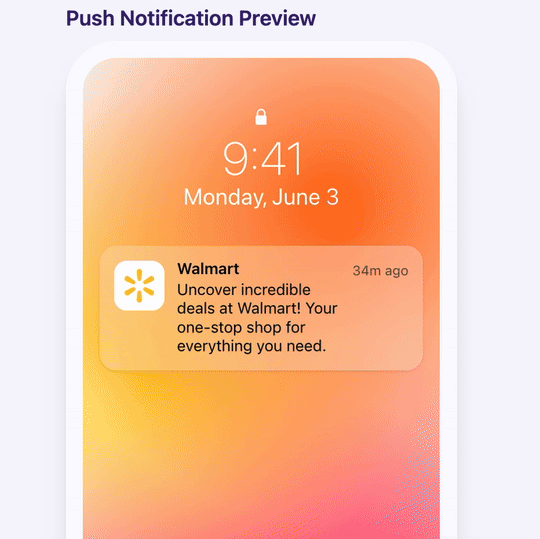 Push Notification Preview
9:41
Monday, June 3
Walmart
34m ago
Uncover incredible
deals at Walmart! Your
one-stop shop for
everything you need.